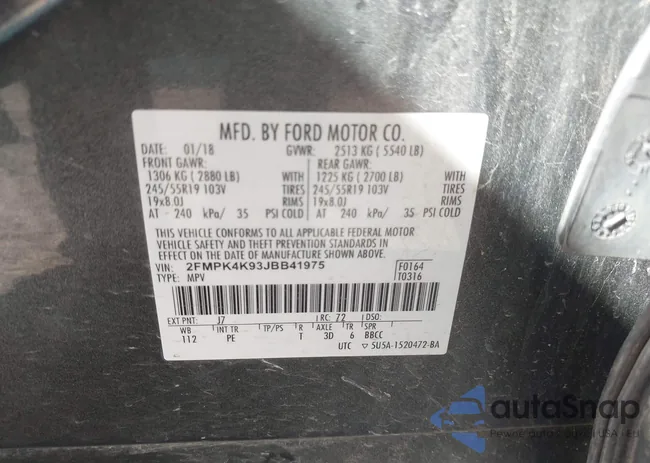 MFD. BY FORD MOTOR CO.
DATE: 01/18 GVWR: 2513 KG ( 5540 LB)
FRONT GAWR: REAR GAWR:
1306 KG ( 2880 LB) 1225 KG ( 2700 LB)
245/55R19 103V TIRES 245/55R19 103V TIRES
19x8.0J RIMS 19x8.0J RIMS
AT 240 kPa/ 35 PSI COLD AT 240 kPa/ 35 PSI COLD
THIS VEHICLE CONFORMS TO ALL APPLICABLE FEDERAL MOTOR
VEHICLE SAFETY AND THEFT PREVENTION STANDARDS IN
EFFECT ON THE DATE OF MANUFACTURE SHOWN ABOVE.
VIN: 2FMPK4K93JBB41975 F0164
TYPE: MPV T0316
EXT PNT: J7 RC: 72 DSO:
WB INT TR TP/PS R AXLE TR SPR
112 PE T 3D 6 BBCC
UTC ▽ 5U5A-1520472-BA
autoSnap